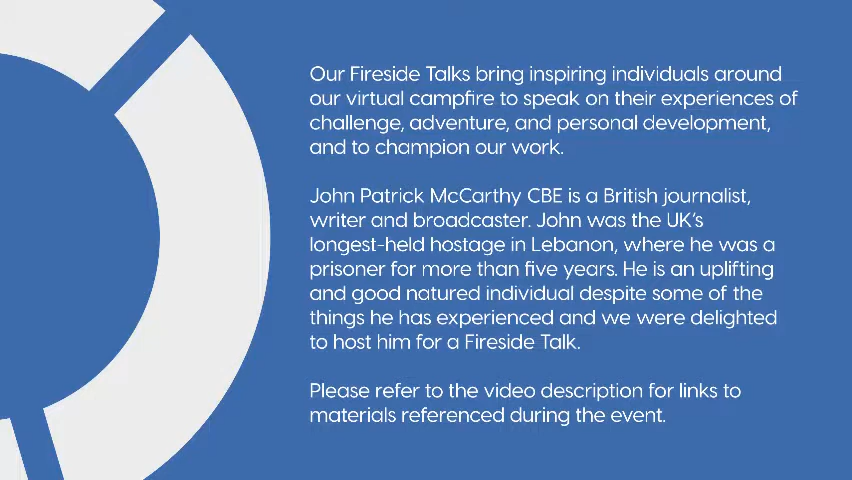 Our Fireside Talks bring inspiring individuals around
our virtual campfire to speak on their experiences of
challenge, adventure, and personal development,
and to champion our work.
John Patrick McCarthy CBE is a British journalist,
writer and broadcaster. John was the UK's
longest-held hostage in Lebanon, where he was a
prisoner for more than five years. He is an uplifting
and good natured individual despite some of the
things he has experienced and we were delighted
to host him for a Fireside Talk.
Please refer to the video description for links to
materials referenced during the event.